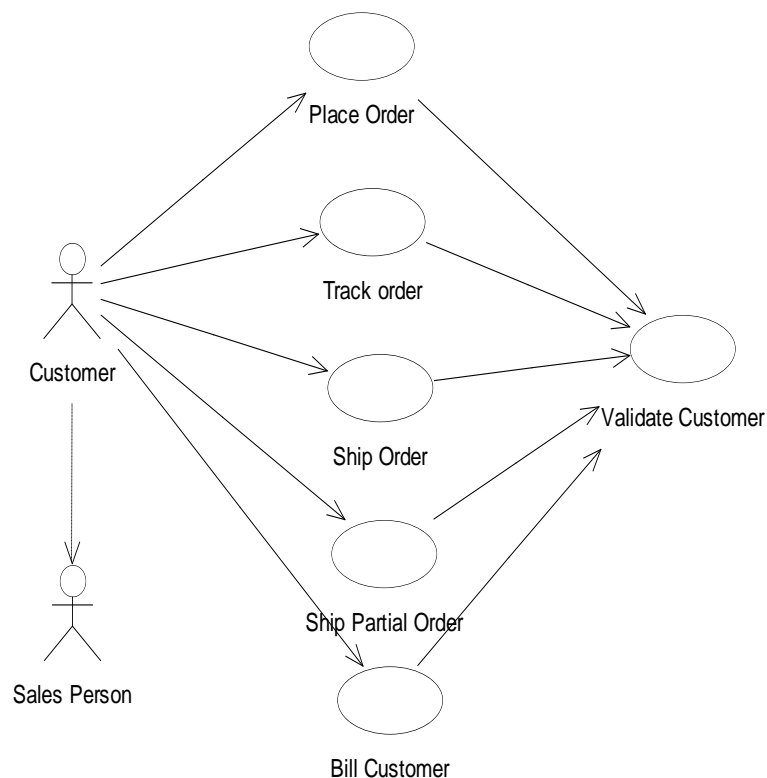 Place Order
Track order
Customer
Validate Customer
Ship Order
Ship Partial Order
Sales Person
Bill Customer